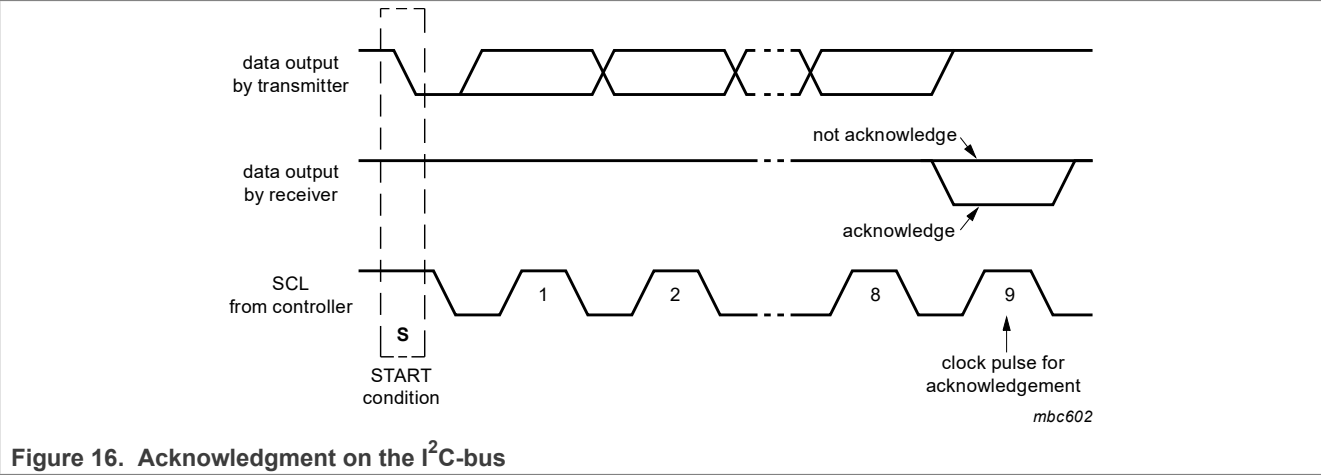 data output
by transmitter
not acknowledge
data output
by receiver
acknowledge
SCL
from controller
1
2
8
9
S
START
condition
clock pulse for
acknowledgement
mbc602
Figure 16. Acknowledgment on the I²C-bus